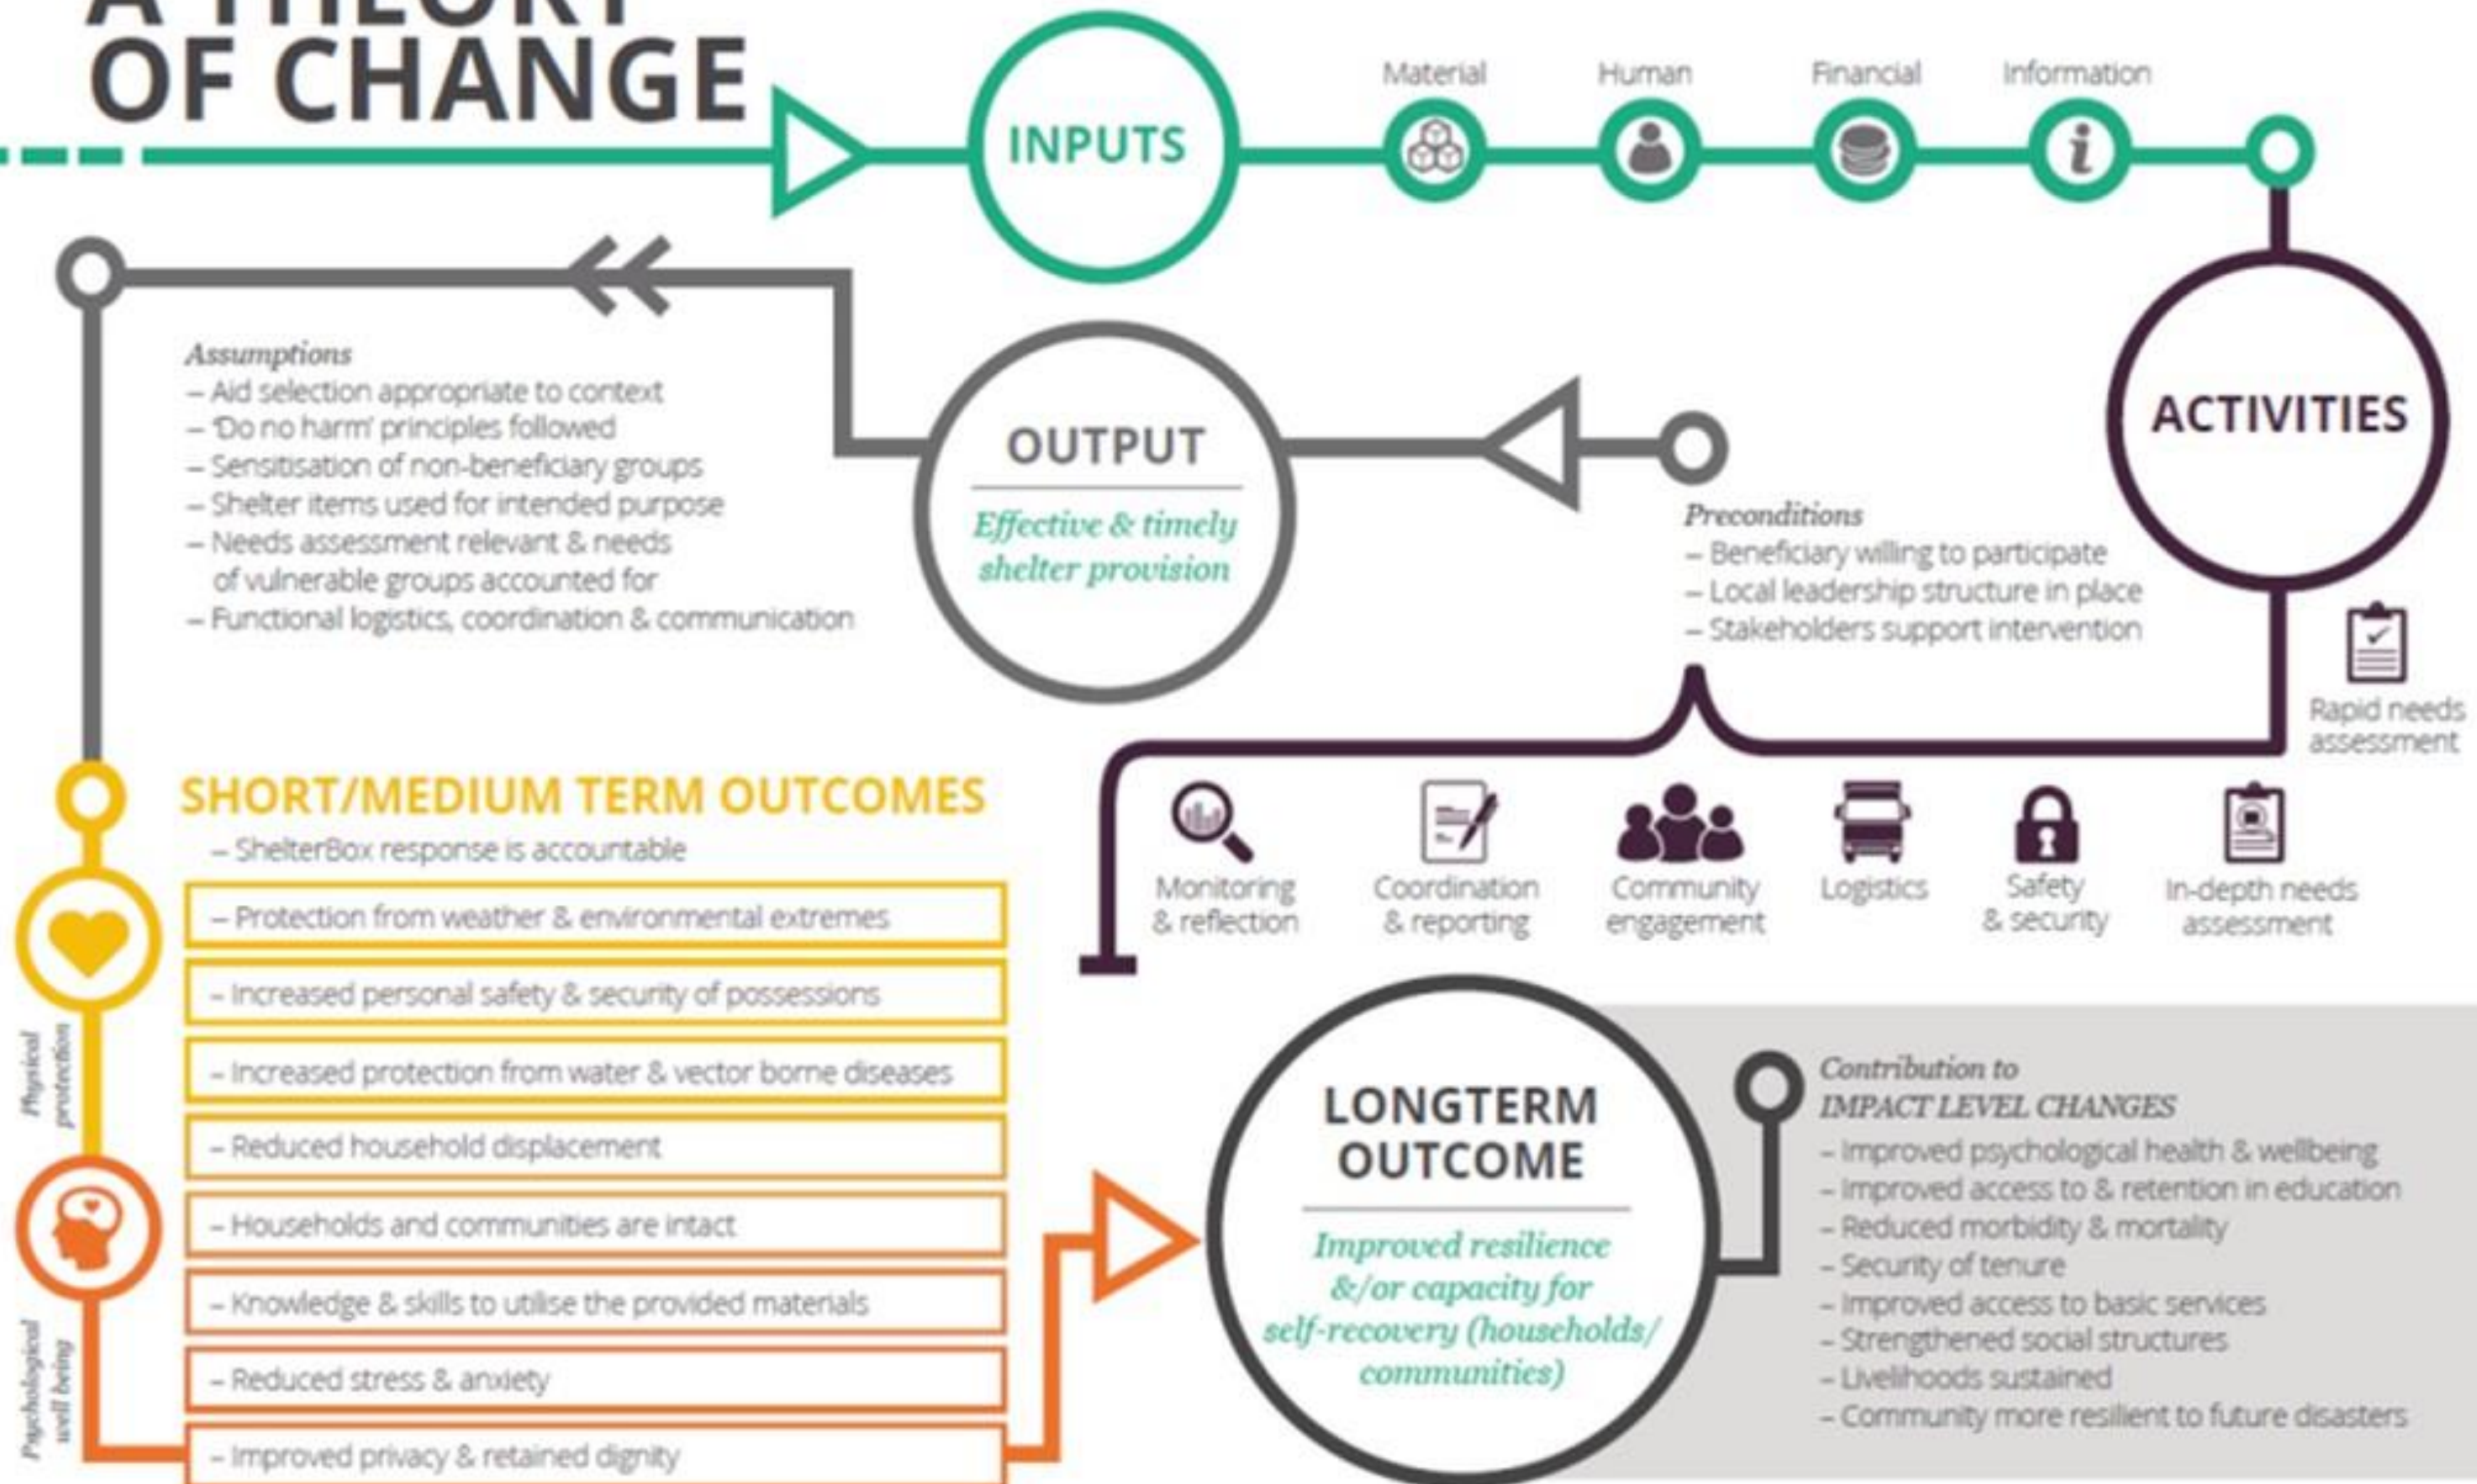 A THEORY
OF CHANGE
INPUTS
Material
Human
Financial
Information
ACTIVITIES
Rapid needs
assessment
In-depth needs
assessment
Safety
& security
Logistics
Community
engagement
Coordination
& reporting
Monitoring
& reflection
Preconditions
– Beneficiary willing to participate
– Local leadership structure in place
– Stakeholders support intervention
OUTPUT
Effective & timely
shelter provision
Assumptions
– Aid selection appropriate to context
– ‘Do no harm’ principles followed
– Sensitisation of non-beneficiary groups
– Shelter items used for intended purpose
– Needs assessment relevant & needs
of vulnerable groups accounted for
– Functional logistics, coordination & communication
SHORT/MEDIUM TERM OUTCOMES
– ShelterBox response is accountable
– Protection from weather & environmental extremes
– Increased personal safety & security of possessions
– Increased protection from water & vector borne diseases
– Reduced household displacement
– Households and communities are intact
– Knowledge & skills to utilise the provided materials
– Reduced stress & anxiety
– Improved privacy & retained dignity
Physical
protection
Psychological
well being
LONGTERM
OUTCOME
Improved resilience
&/or capacity for
self-recovery (households/
communities)
Contribution to
IMPACT LEVEL CHANGES
– Improved psychological health & wellbeing
– Improved access to & retention in education
– Reduced morbidity & mortality
– Security of tenure
– Improved access to basic services
– Strengthened social structures
– Livelihoods sustained
– Community more resilient to future disasters